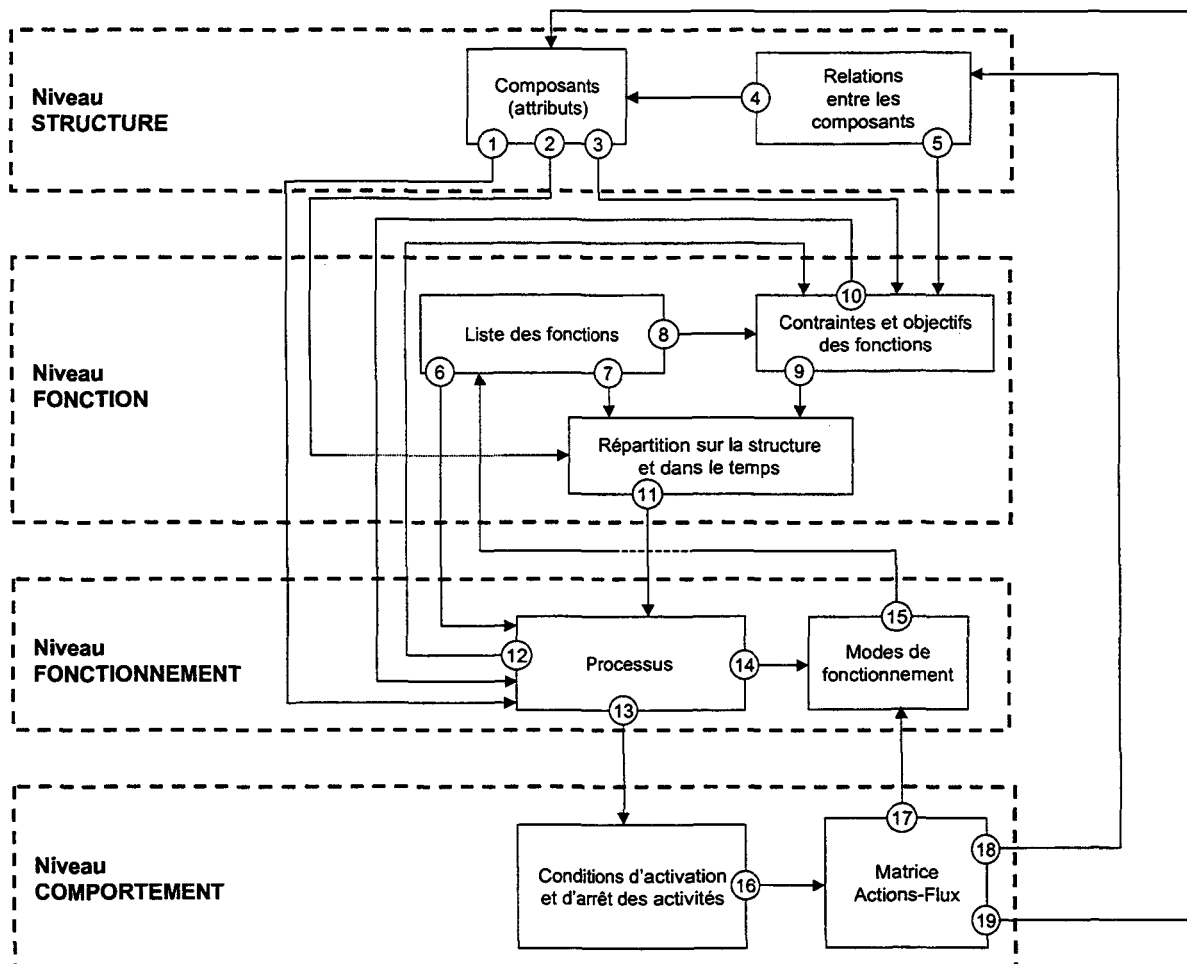 Niveau
STRUCTURE
Composants
(attributs)
1
2
3
Relations
entre les
composants
4
5
Niveau
FONCTION
Liste des fonctions
6
7
8
Contraintes et objectifs
des fonctions
10
9
Répartition sur la structure
et dans le temps
11
Niveau
FONCTIONNEMENT
Processus
12
13
14
Modes de
fonctionnement
15
Niveau
COMPORTEMENT
Conditions d'activation
et d'arrêt des activités
16
Matrice
Actions-Flux
17
18
19